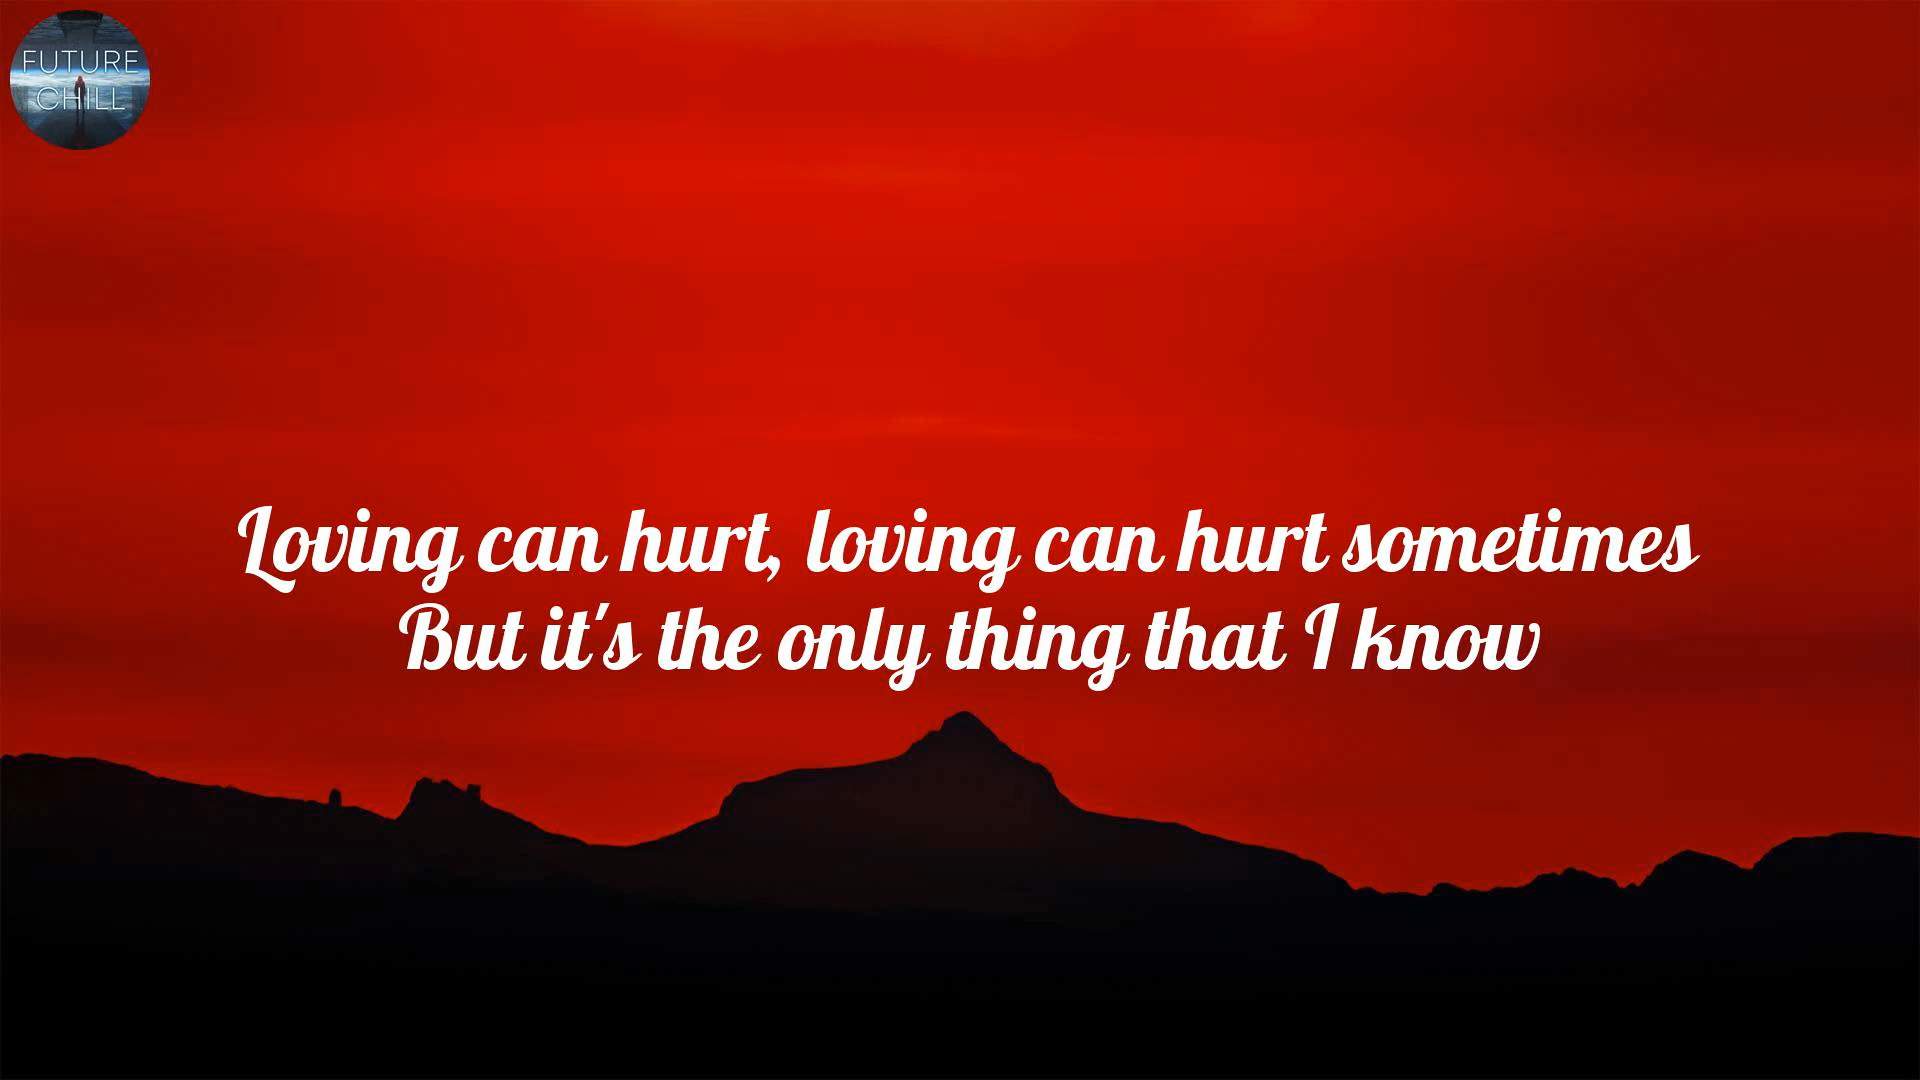 FUTURE
CHILL
Loving can hurt, loving can hurt sometimes
But it's the only thing that I know